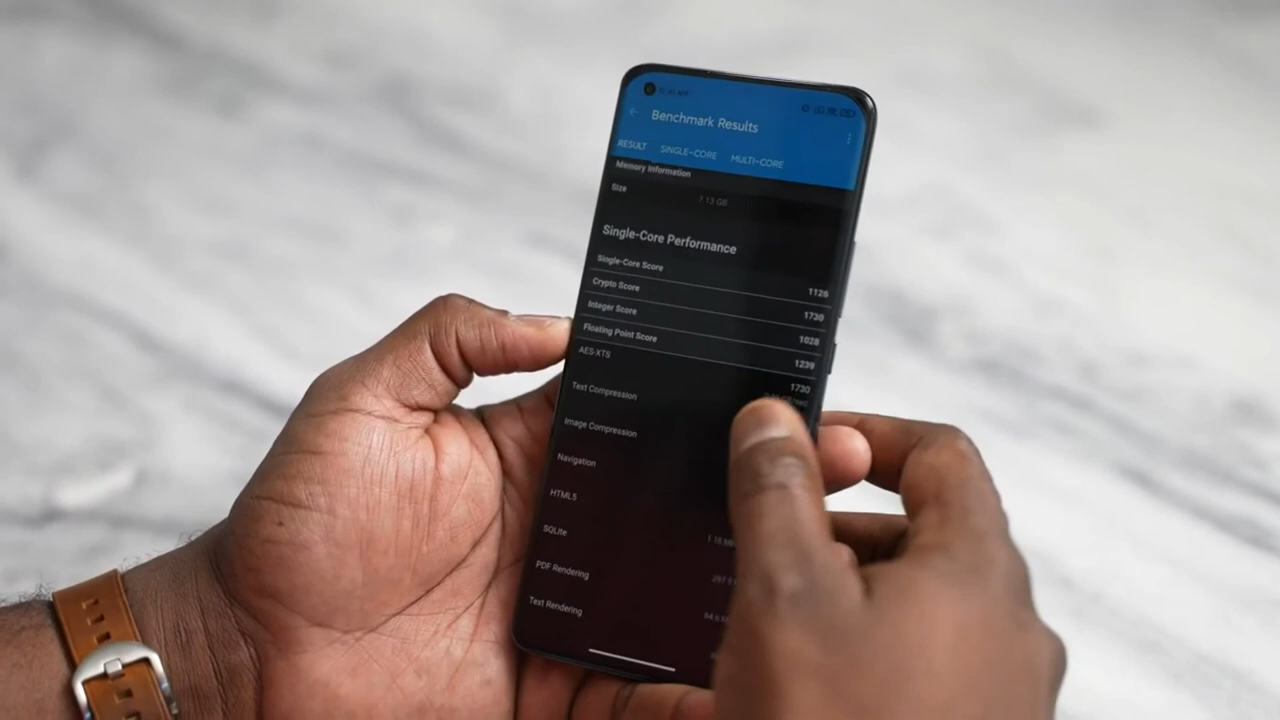 Benchmark Results
RESULT SINGLE-CORE MULTI-CORE
Memory Information
Size 7.13 GB
Single-Core Performance
Single-Core Score 1126
Crypto Score 1730
Integer Score 1028
Floating Point Score 1239
AES-XTS 1730
Text Compression
Image Compression
Navigation
HTML5
SQLite
PDF Rendering
Text Rendering